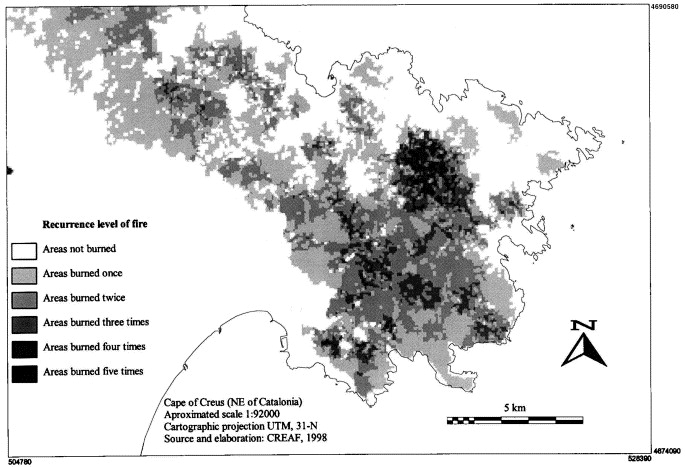 4690580
Recurrence level of fire
Areas not burned
Areas burned once
Areas burned twice
Areas burned three times
Areas burned four times
Areas burned five times
N
5 km
Cape of Creus (NE of Catalonia)
Aproximated scale 1:92000
Cartographic projection UTM, 31-N
Source and elaboration: CREAF, 1998
4674090
504780
528390